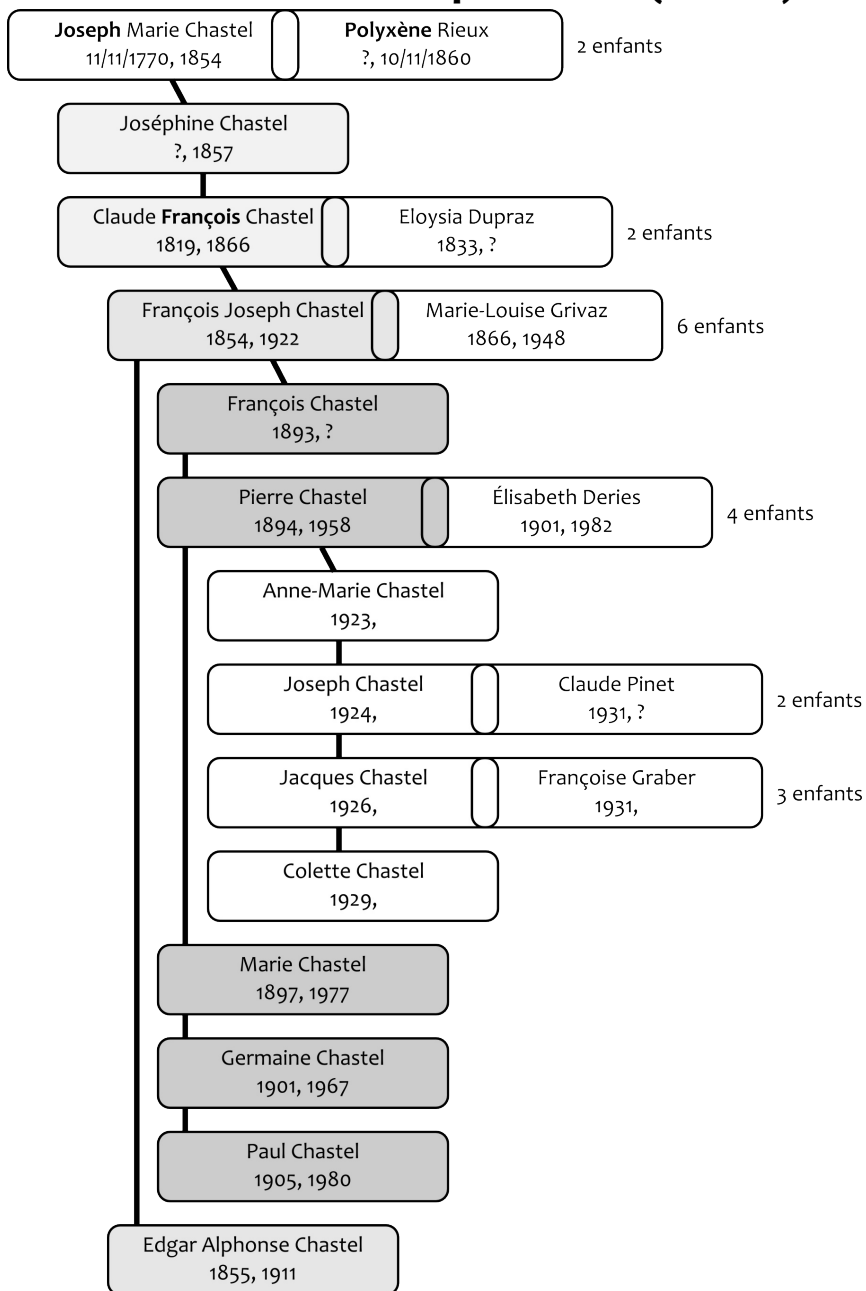 Joseph Marie Chastel
11/11/1770, 1854
Polyxène Rieux
?, 10/11/1860
2 enfants
Joséphine Chastel
?, 1857
Claude François Chastel
1819, 1866
Eloysia Dupraz
1833, ?
2 enfants
François Joseph Chastel
1854, 1922
Marie-Louise Grivaz
1866, 1948
6 enfants
François Chastel
1893, ?
Pierre Chastel
1894, 1958
Élisabeth Deries
1901, 1982
4 enfants
Anne-Marie Chastel
1923,
Joseph Chastel
1924,
Claude Pinet
1931, ?
2 enfants
Jacques Chastel
1926,
Françoise Graber
1931,
3 enfants
Colette Chastel
1929,
Marie Chastel
1897, 1977
Germaine Chastel
1901, 1967
Paul Chastel
1905, 1980
Edgar Alphonse Chastel
1855, 1911